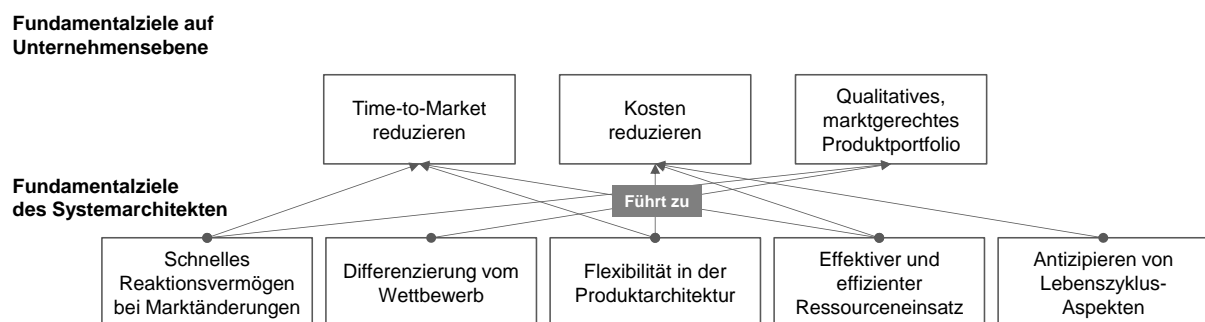 Fundamentalziele auf
Unternehmensebene
Time-to-Market
reduzieren
Kosten
reduzieren
Qualitatives,
marktgerechtes
Produktportfolio
Fundamentalziele
des Systemarchitekten
Führt zu
Schnelles
Reaktionsvermögen
bei Marktänderungen
Differenzierung vom
Wettbewerb
Flexibilität in der
Produktarchitektur
Effektiver und
effizienter
Ressourceneinsatz
Antizipieren von
Lebenszyklus-
Aspekten